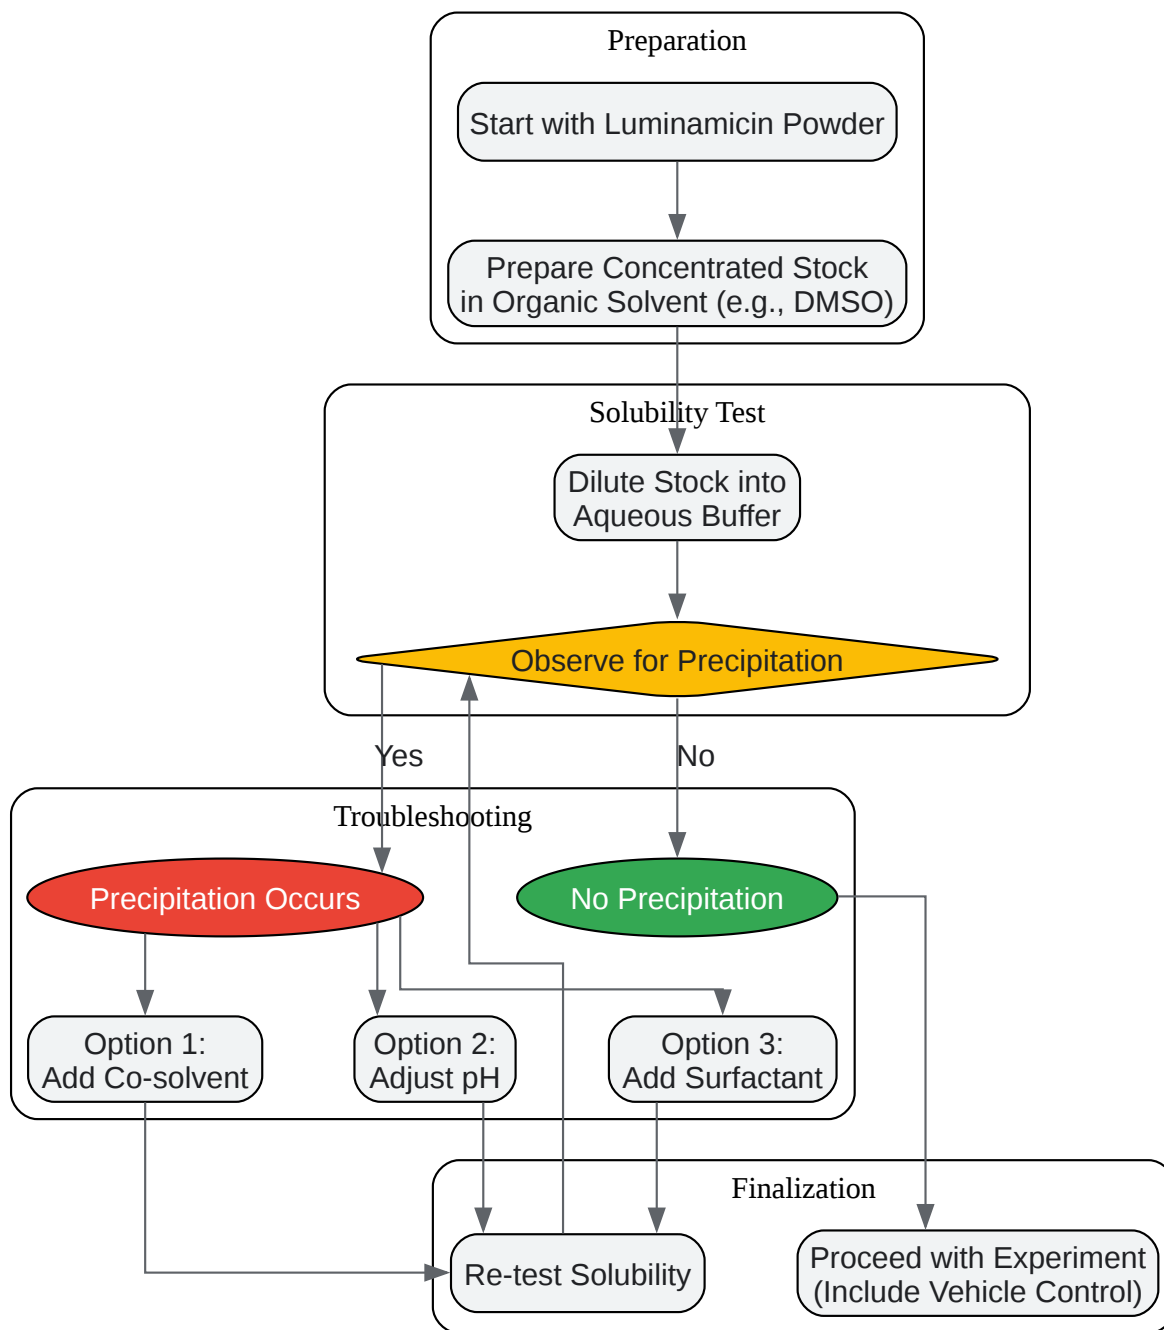 Preparation
Start with Luminamicin Powder
Prepare Concentrated Stock
in Organic Solvent (e.g., DMSO)
Solubility Test
Dilute Stock into
Aqueous Buffer
Observe for Precipitation
Yes
No
Troubleshooting
Precipitation Occurs
No Precipitation
Option 1:
Add Co-solvent
Option 2:
Adjust pH
Option 3:
Add Surfactant
Finalization
Re-test Solubility
Proceed with Experiment
(Include Vehicle Control)